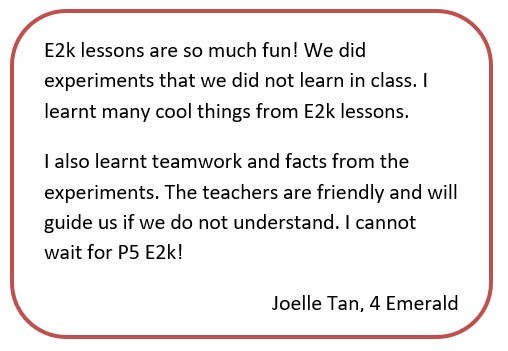 E2k lessons are so much fun! We did
experiments that we did not learn in class. I
learnt many cool things from E2k lessons.
I also learnt teamwork and facts from the
experiments. The teachers are friendly and will
guide us if we do not understand. I cannot
wait for P5 E2k!
Joelle Tan, 4 Emerald